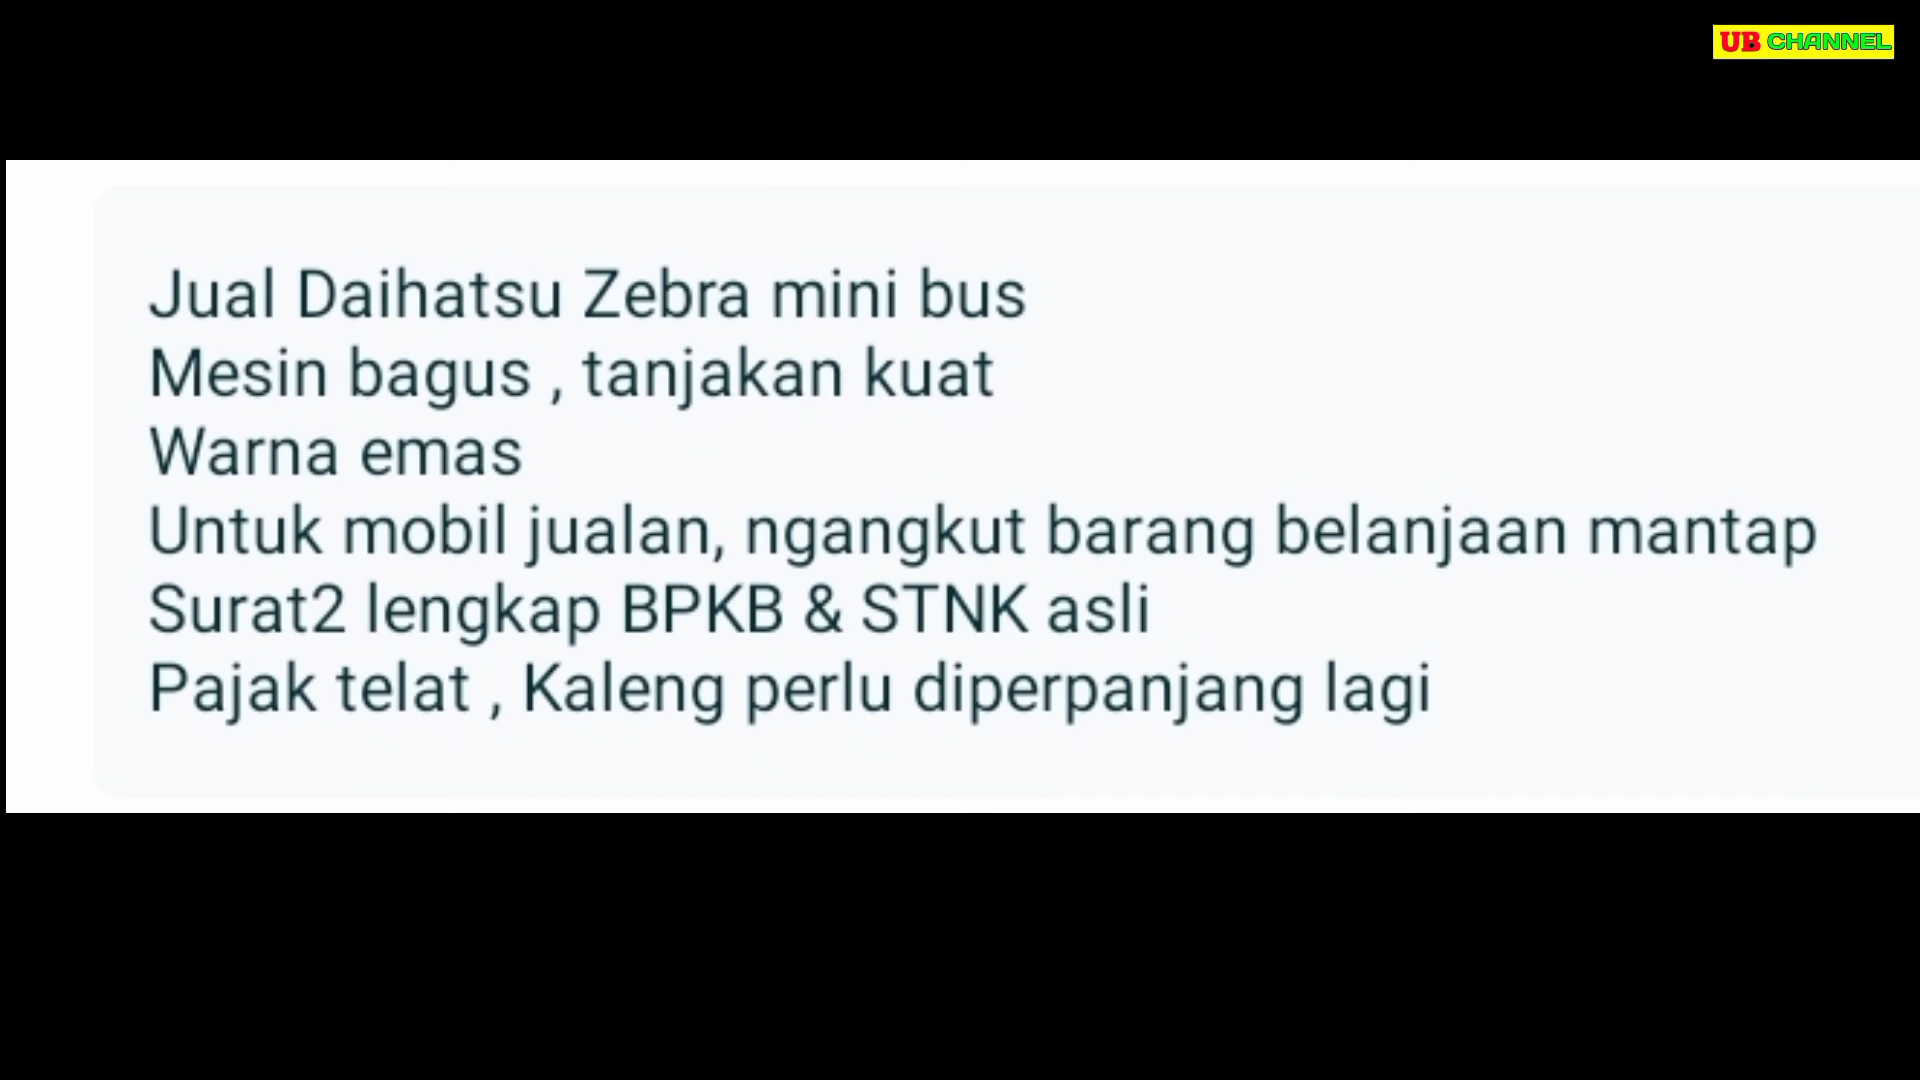 UB CHANNEL
Jual Daihatsu Zebra mini bus
Mesin bagus , tanjakan kuat
Warna emas
Untuk mobil jualan, ngangkut barang belanjaan mantap
Surat2 lengkap BPKB & STNK asli
Pajak telat , Kaleng perlu diperpanjang lagi